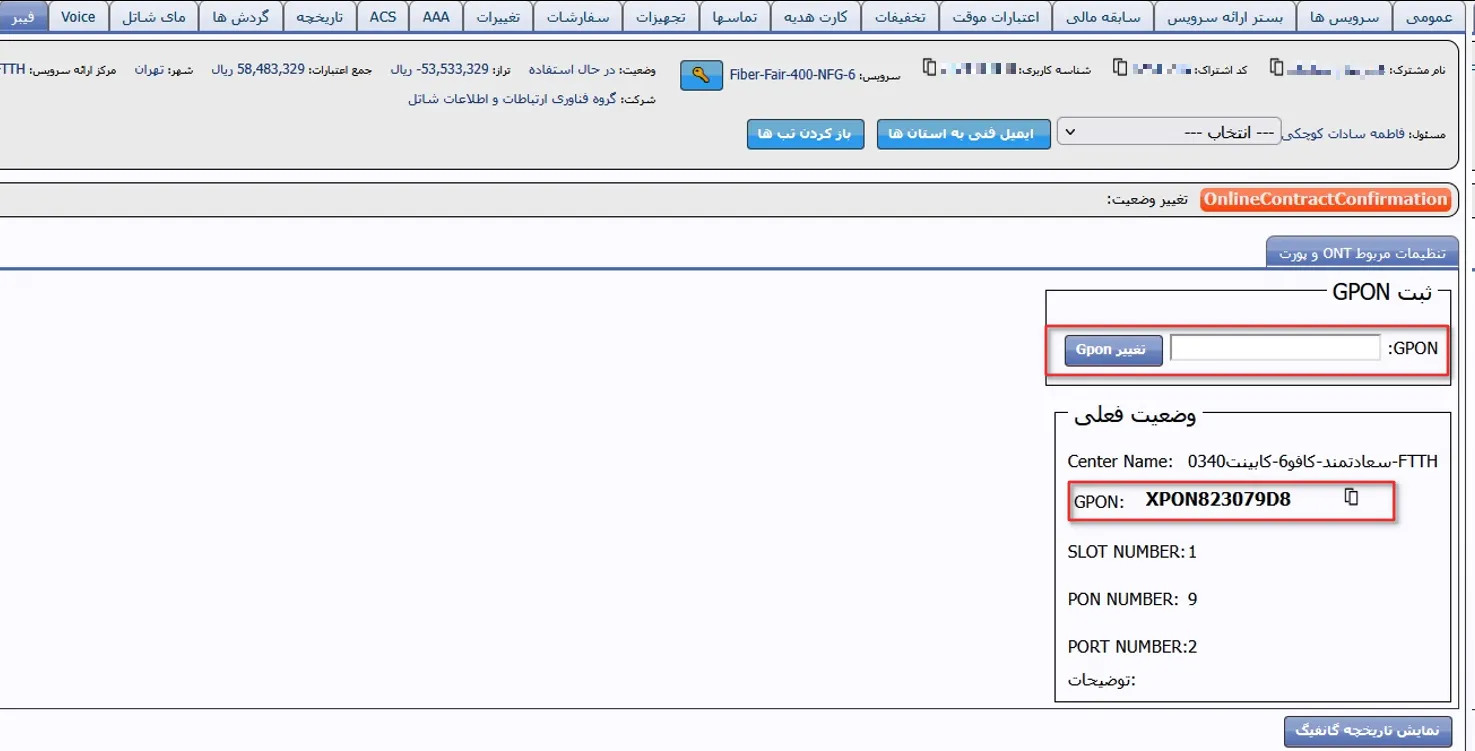 عمومی سرویس ها بستر ارائه سرویس سابقه مالی اعتبارات موقت تخفیفات کارت هدیه تماسها تجهیزات سفارشات تغییرات AAA ACS تاریخچه گردش ها مای شاتل Voice فیبر
نام مشترک: کد اشتراک: شناسه کاربری: سرویس: Fiber-Fair-400-NFG-6 وضعیت: در حال استفاده تراز: 53,533,329- ریال جمع اعتبارات: 58,483,329 ریال شهر: تهران مرکز ارائه سرویس:
شرکت: گروه فناوری ارتباطات و اطلاعات شاتل
مسئول: فاطمه سادات کوچکی --- انتخاب --- ایمیل فنی به استان ها باز کردن تب ها
OnlineContractConfirmation تغییر وضعیت:
تنظیمات مربوط ONT و پورت
ثبت GPON
GPON: تغییر Gpon
وضعیت فعلی
Center Name: FTTH-سعادتمند-کافو6-کابینت0340
GPON: XPON823079D8
SLOT NUMBER: 1
PON NUMBER: 9
PORT NUMBER: 2
توضیحات:
نمایش تاریخچه گانفیگ